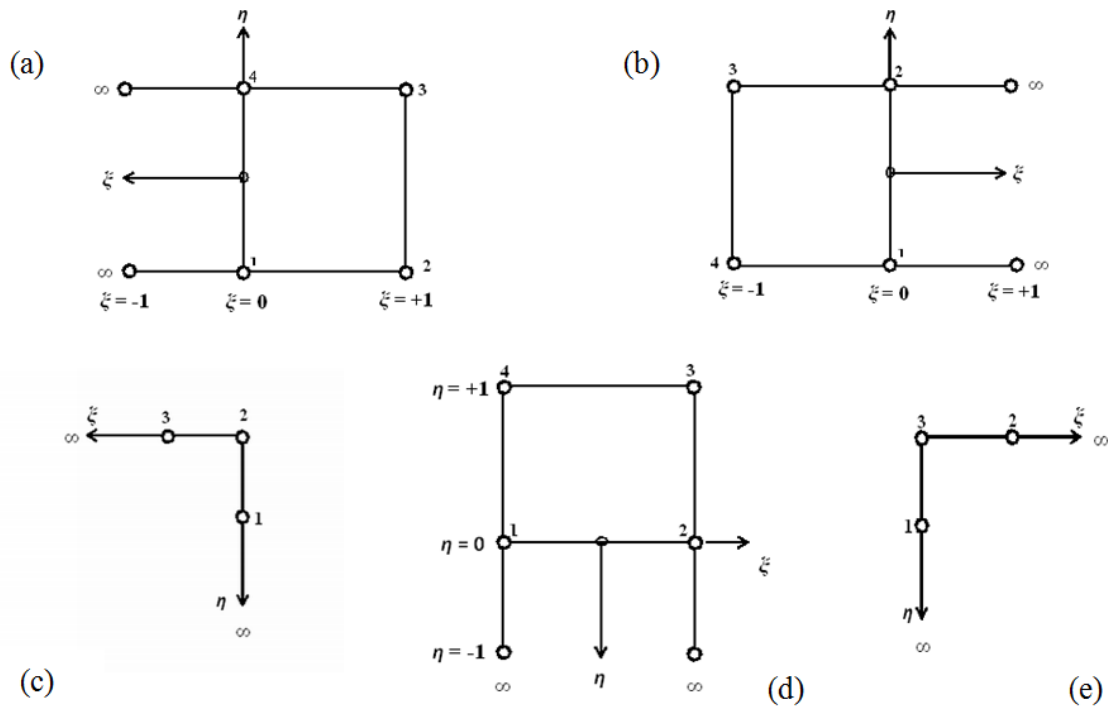 (a)
η
4
∞
3
ξ
∞
1
2
ξ = -1 ξ = 0 ξ = +1
(b)
η
3
2
∞
ξ
4
1
∞
ξ = -1 ξ = 0 ξ = +1
(c)
∞
ξ
3
2
1
η
∞
4
3
η = +1
η = 0
1
2
ξ
η = -1
∞
η
∞
(d)
3
2
ξ
∞
1
η
∞
(e)